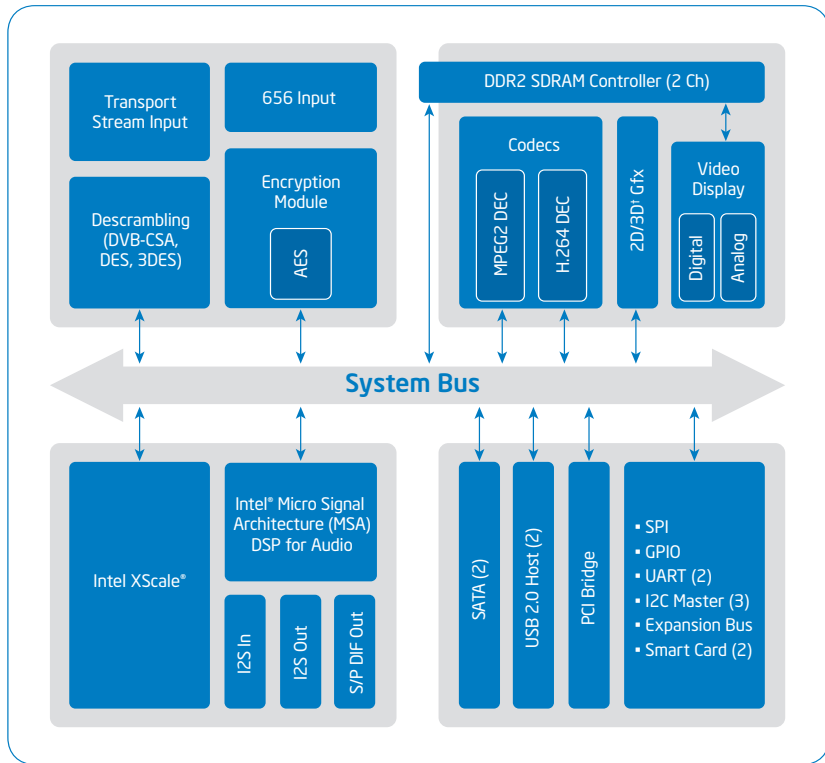 Transport
Stream Input
656 Input
Descrambling
(DVB-CSA,
DES, 3DES)
Encryption
Module
AES
DDR2 SDRAM Controller (2 Ch)
Codecs
MPEG2 DEC
H.264 DEC
2D/3D† Gfx
Video
Display
Digital
Analog
System Bus
Intel XScale®
Intel® Micro Signal
Architecture (MSA)
DSP for Audio
I2S In
I2S Out
S/P DIF Out
SATA (2)
USB 2.0 Host (2)
PCI Bridge
▪ SPI
▪ GPIO
▪ UART (2)
▪ I2C Master (3)
▪ Expansion Bus
▪ Smart Card (2)